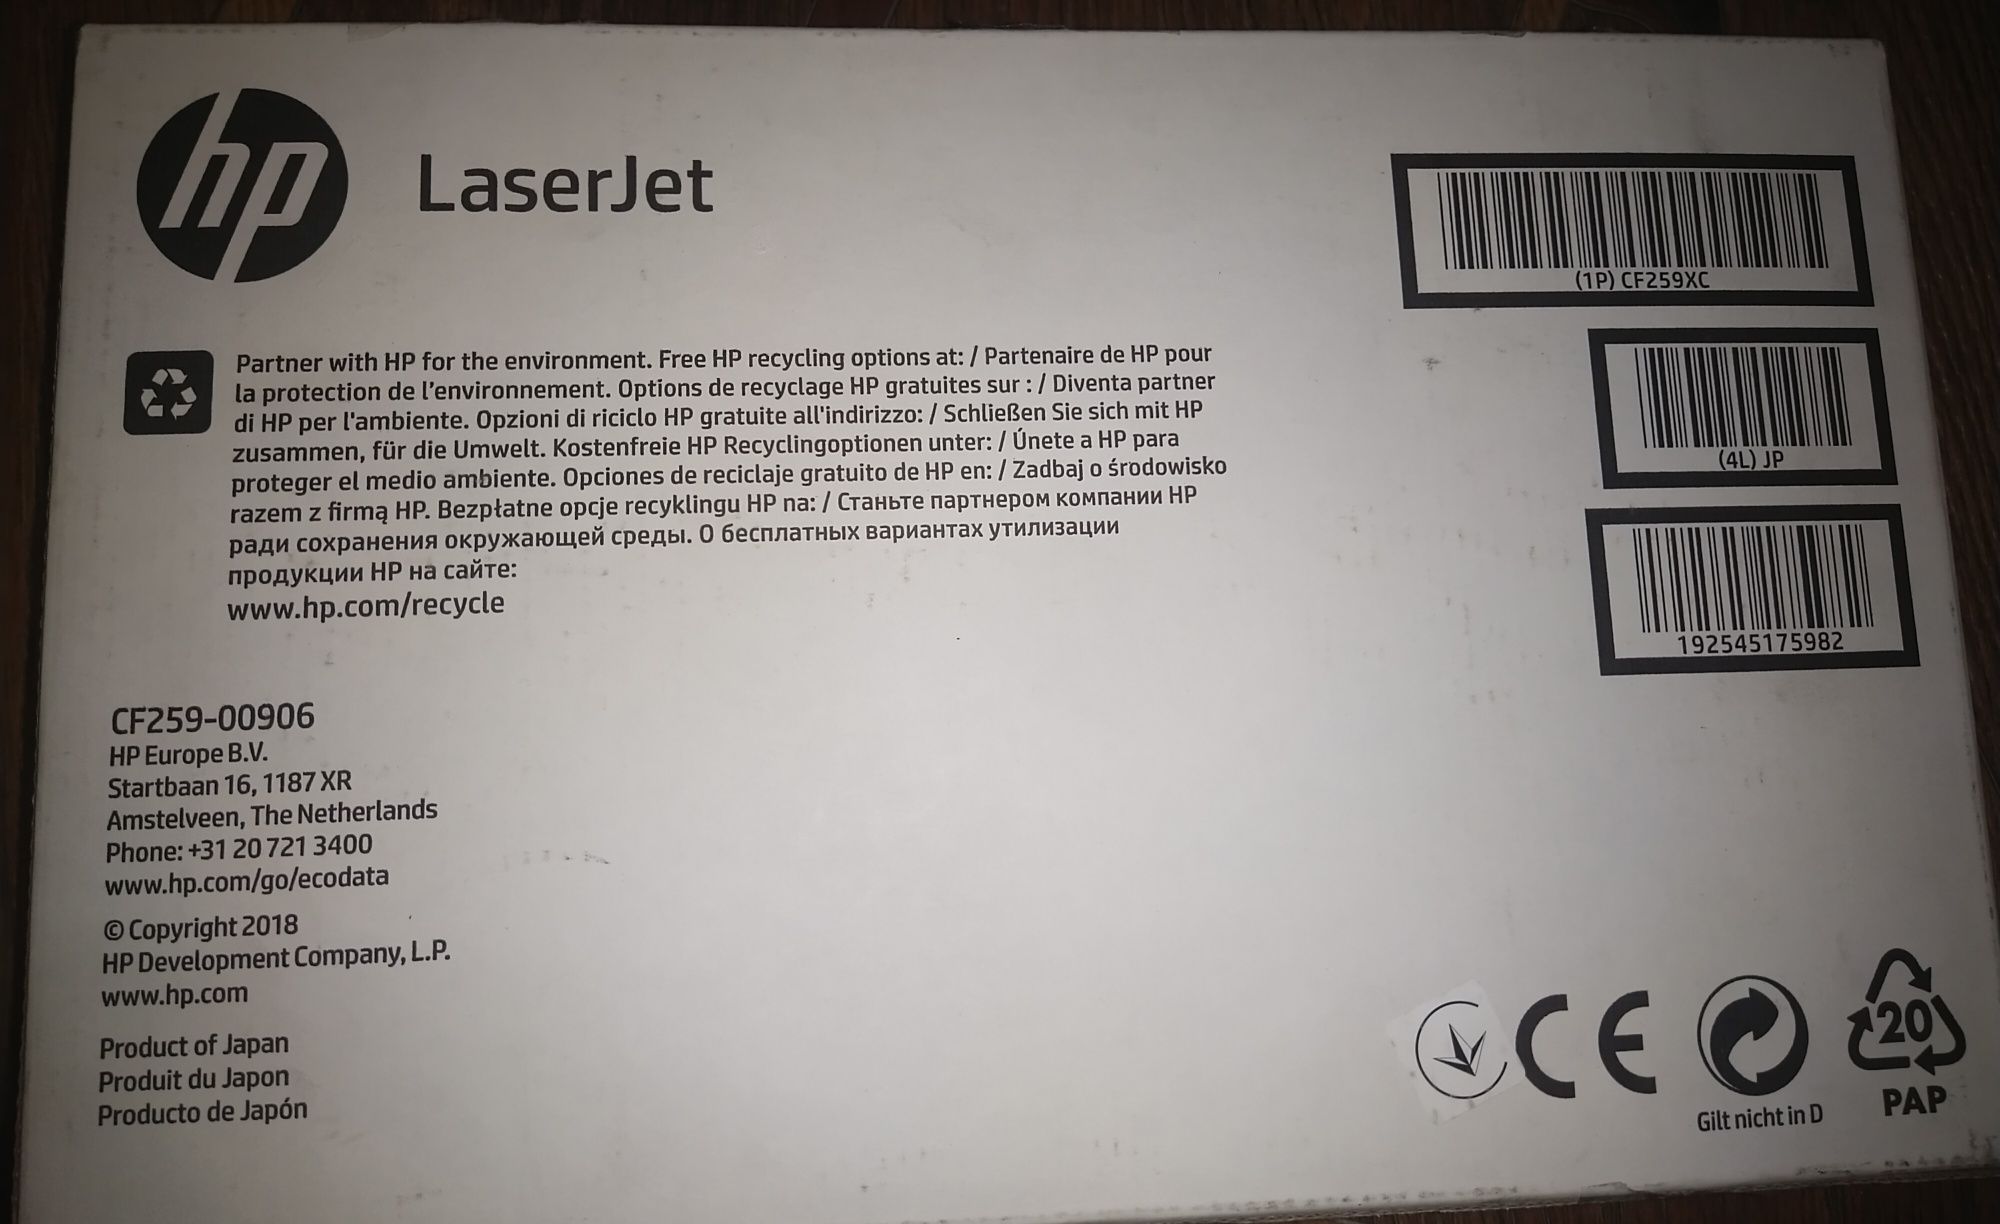 hp
LaserJet
(1P) CF259XC
(4L) JP
192545175982
Partner with HP for the environment. Free HP recycling options at: / Partenaire de HP pour
la protection de l'environnement. Options de recyclage HP gratuites sur : / Diventa partner
di HP per l'ambiente. Opzioni di riciclo HP gratuite all'indirizzo: / Schließen Sie sich mit HP
zusammen, für die Umwelt. Kostenfreie HP Recyclingoptionen unter: / Únete a HP para
proteger el medio ambiente. Opciones de reciclaje gratuito de HP en: / Zadbaj o środowisko
razem z firmą HP. Bezpłatne opcje recyklingu HP na: / Станьте партнером компании HP
ради сохранения окружающей среды. О бесплатных вариантах утилизации
продукции HP на сайте:
www.hp.com/recycle
CF259-00906
HP Europe B.V.
Startbaan 16, 1187 XR
Amstelveen, The Netherlands
Phone: +31 20 721 3400
www.hp.com/go/ecodata
© Copyright 2018
HP Development Company, L.P.
www.hp.com
Product of Japan
Produit du Japon
Producto de Japón
CE
Gilt nicht in D
20
PAP